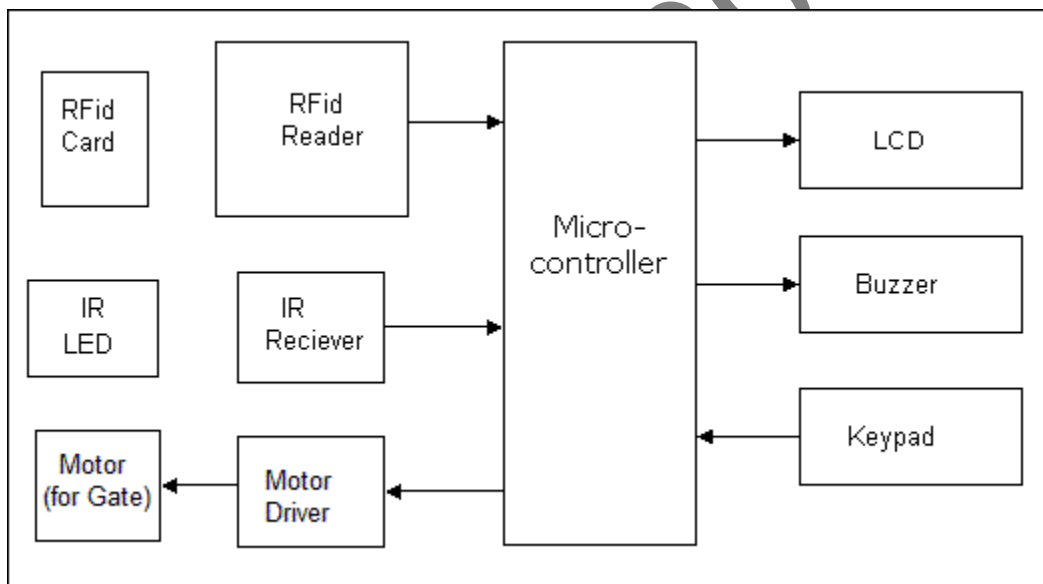 RFid
Card
RFid
Reader
Micro-
controller
LCD
IR
LED
IR
Reciever
Buzzer
Motor
(for Gate)
Motor
Driver
Keypad